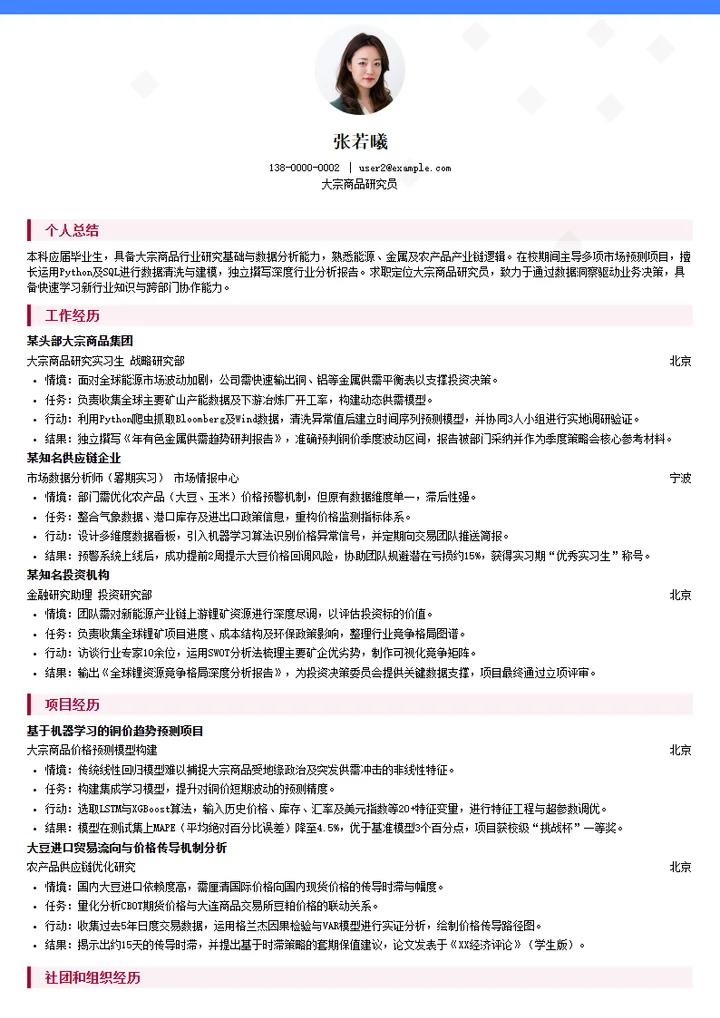 张若曦
138-0000-0002 | user2@example.com
大宗商品研究员
个人总结
本科应届毕业生，具备大宗商品行业研究基础与数据分析能力，熟悉能源、金属及农产品产业链逻辑。在校期间主导多项市场预测项目，擅
长运用Python及SQL进行数据清洗与建模，独立撰写深度行业分析报告。求职定位大宗商品研究员，致力于通过数据洞察驱动业务决策，具
备快速学习新行业知识与跨部门协作能力。
工作经历
某头部大宗商品集团
大宗商品研究实习生 战略研究部 北京
• 情境：面对全球能源市场波动加剧，公司需快速输出铜、铝等金属供需平衡表以支撑投资决策。
• 任务：负责收集全球主要矿山产能数据及下游冶炼厂开工率，构建动态供需模型。
• 行动：利用Python爬虫抓取Bloomberg及Wind数据，清洗异常值后建立时间序列预测模型，并协同3人小组进行实地调研验证。
• 结果：独立撰写《年有色金属供需趋势研判报告》，准确预判铜价季度波动区间，报告被部门采纳并作为季度策略会核心参考材料。
某知名供应链企业
市场数据分析师（暑期实习） 市场情报中心 宁波
• 情境：部门需优化农产品（大豆、玉米）价格预警机制，但原有数据维度单一，滞后性强。
• 任务：整合气象数据、港口库存及进出口政策信息，重构价格监测指标体系。
• 行动：设计多维度数据看板，引入机器学习算法识别价格异常信号，并定期向交易团队推送简报。
• 结果：预警系统上线后，成功提前2周提示大豆价格回调风险，协助团队规避潜在亏损约15%，获得实习期“优秀实习生”称号。
某知名投资机构
金融研究助理 投资研究部 北京
• 情境：团队需对新能源产业链上游锂矿资源进行深度尽调，以评估投资标的价值。
• 任务：负责收集全球锂矿项目进度、成本结构及环保政策影响，整理行业竞争格局图谱。
• 行动：访谈行业专家10余位，运用SWOT分析法梳理主要矿企优劣势，制作可视化竞争矩阵。
• 结果：输出《全球锂资源竞争格局深度分析报告》，为投资决策委员会提供关键数据支撑，项目最终通过立项评审。
项目经历
基于机器学习的铜价趋势预测项目
大宗商品价格预测模型构建 北京
• 情境：传统线性回归模型难以捕捉大宗商品受地缘政治及突发供需冲击的非线性特征。
• 任务：构建集成学习模型，提升对铜价短期波动的预测精度。
• 行动：选取LSTM与XGBoost算法，输入历史价格、库存、汇率及美元指数等20+特征变量，进行特征工程与超参数调优。
• 结果：模型在测试集上MAPE（平均绝对百分比误差）降至4.5%，优于基准模型3个百分点，项目获校级“挑战杯”一等奖。
大豆进口贸易流向与价格传导机制分析
农产品供应链优化研究 北京
• 情境：国内大豆进口依赖度高，需厘清国际价格向国内现货价格的传导时滞与幅度。
• 任务：量化分析CBOT期货价格与大连商品交易所豆粕价格的联动关系。
• 行动：收集过去5年日度交易数据，运用格兰杰因果检验与VAR模型进行实证分析，绘制价格传导路径图。
• 结果：揭示出约15天的传导时滞，并提出基于时滞策略的套期保值建议，论文发表于《XX经济评论》（学生版）。
社团和组织经历